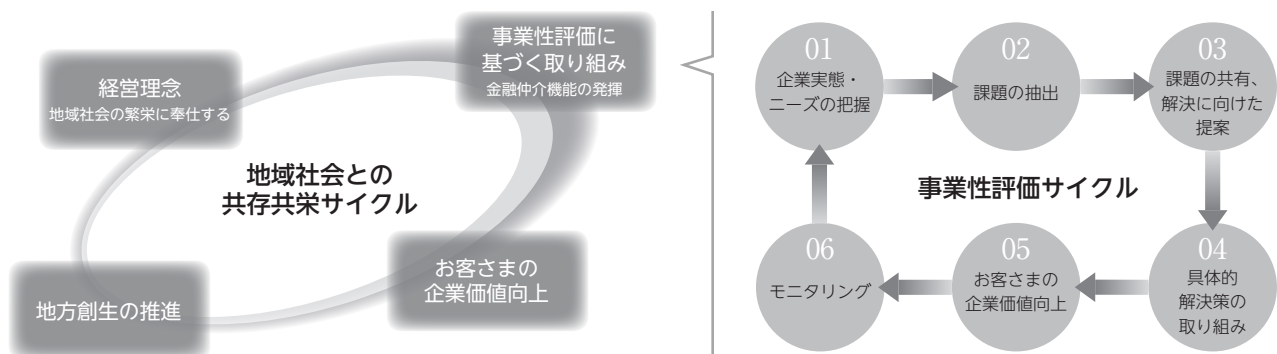 経営理念
地域社会の繁栄に奉仕する
事業性評価に
基づく取り組み
金融仲介機能の発揮
地域社会との
共存共栄サイクル
お客さまの
企業価値向上
地方創生の推進
01
企業実態・
ニーズの把握
02
課題の抽出
03
課題の共有、
解決に向けた
提案
事業性評価サイクル
04
具体的
解決策の
取り組み
05
お客さまの
企業価値向上
06
モニタリング